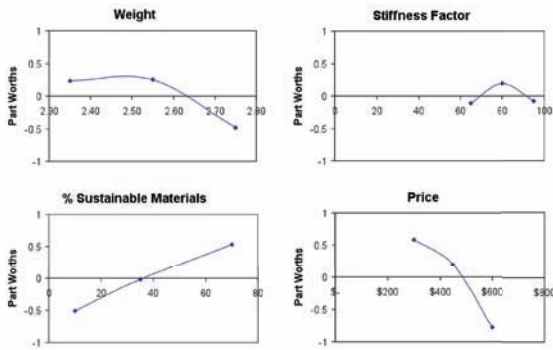 Weight
Part Worths
1
0.5
0
-0.5
-1
2.30 2.40 2.50 2.60 2.70 2.80
Stiffness Factor
Part Worths
1
0.5
0
-0.5
-1
0 20 40 60 80 100
% Sustainable Materials
Part Worths
1
0.5
0
-0.5
-1
0 20 40 60 80
Price
Part Worths
1
0.5
0
-0.5
-1
$- $200 $400 $600 $800